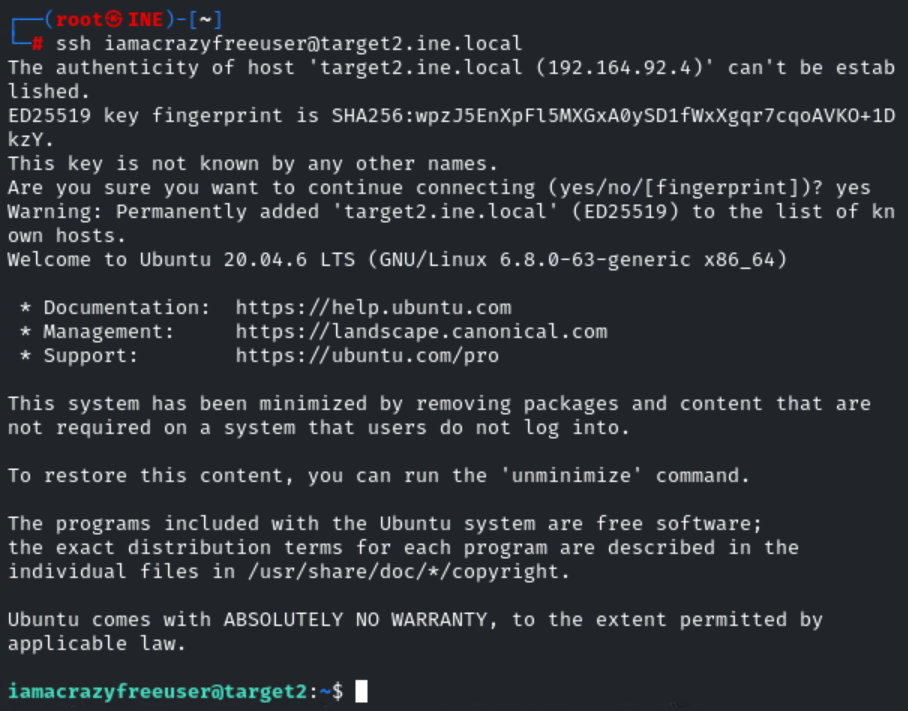 ┌──(root㉿INE)-[~]
└─# ssh iamacrazyfreeuser@target2.ine.local
The authenticity of host 'target2.ine.local (192.164.92.4)' can't be estab
lished.
ED25519 key fingerprint is SHA256:wpzJ5EnXpFl5MXGxA0ySD1fWxXgqr7cqoAVKO+1D
kzY.
This key is not known by any other names.
Are you sure you want to continue connecting (yes/no/[fingerprint])? yes
Warning: Permanently added 'target2.ine.local' (ED25519) to the list of kn
own hosts.
Welcome to Ubuntu 20.04.6 LTS (GNU/Linux 6.8.0-63-generic x86_64)

 * Documentation:  https://help.ubuntu.com
 * Management:     https://landscape.canonical.com
 * Support:        https://ubuntu.com/pro

This system has been minimized by removing packages and content that are
not required on a system that users do not log into.

To restore this content, you can run the 'unminimize' command.

The programs included with the Ubuntu system are free software;
the exact distribution terms for each program are described in the
individual files in /usr/share/doc/*/copyright.

Ubuntu comes with ABSOLUTELY NO WARRANTY, to the extent permitted by
applicable law.

iamacrazyfreeuser@target2:~$